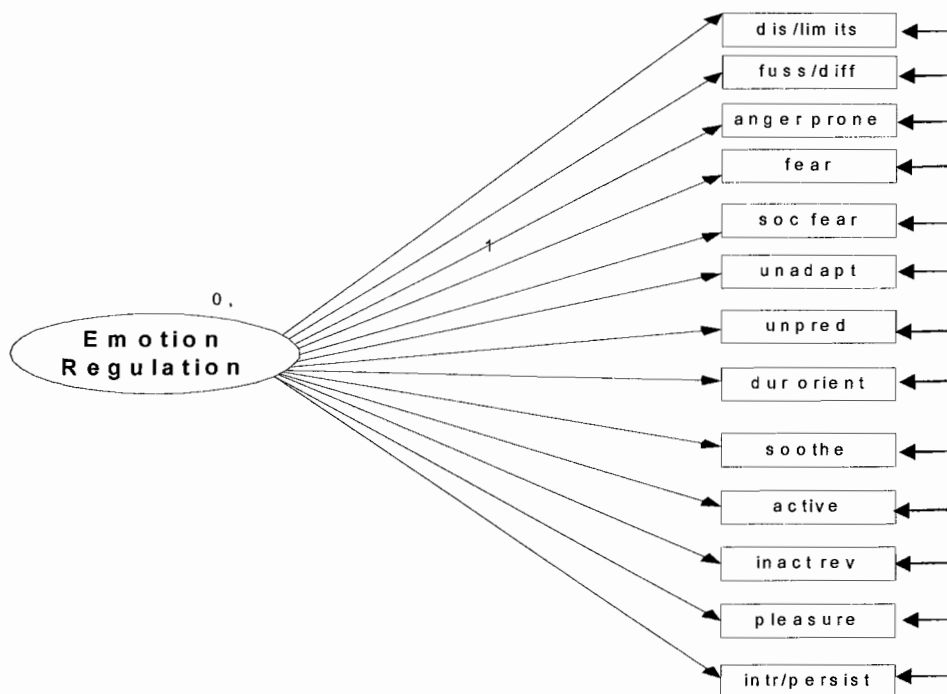 dis/limits
fuss/diff
anger prone
fear
soc fear
1
unadapt
0,
Emotion
Regulation
unpred
dur orient
soothe
active
inact rev
pleasure
intr/persist